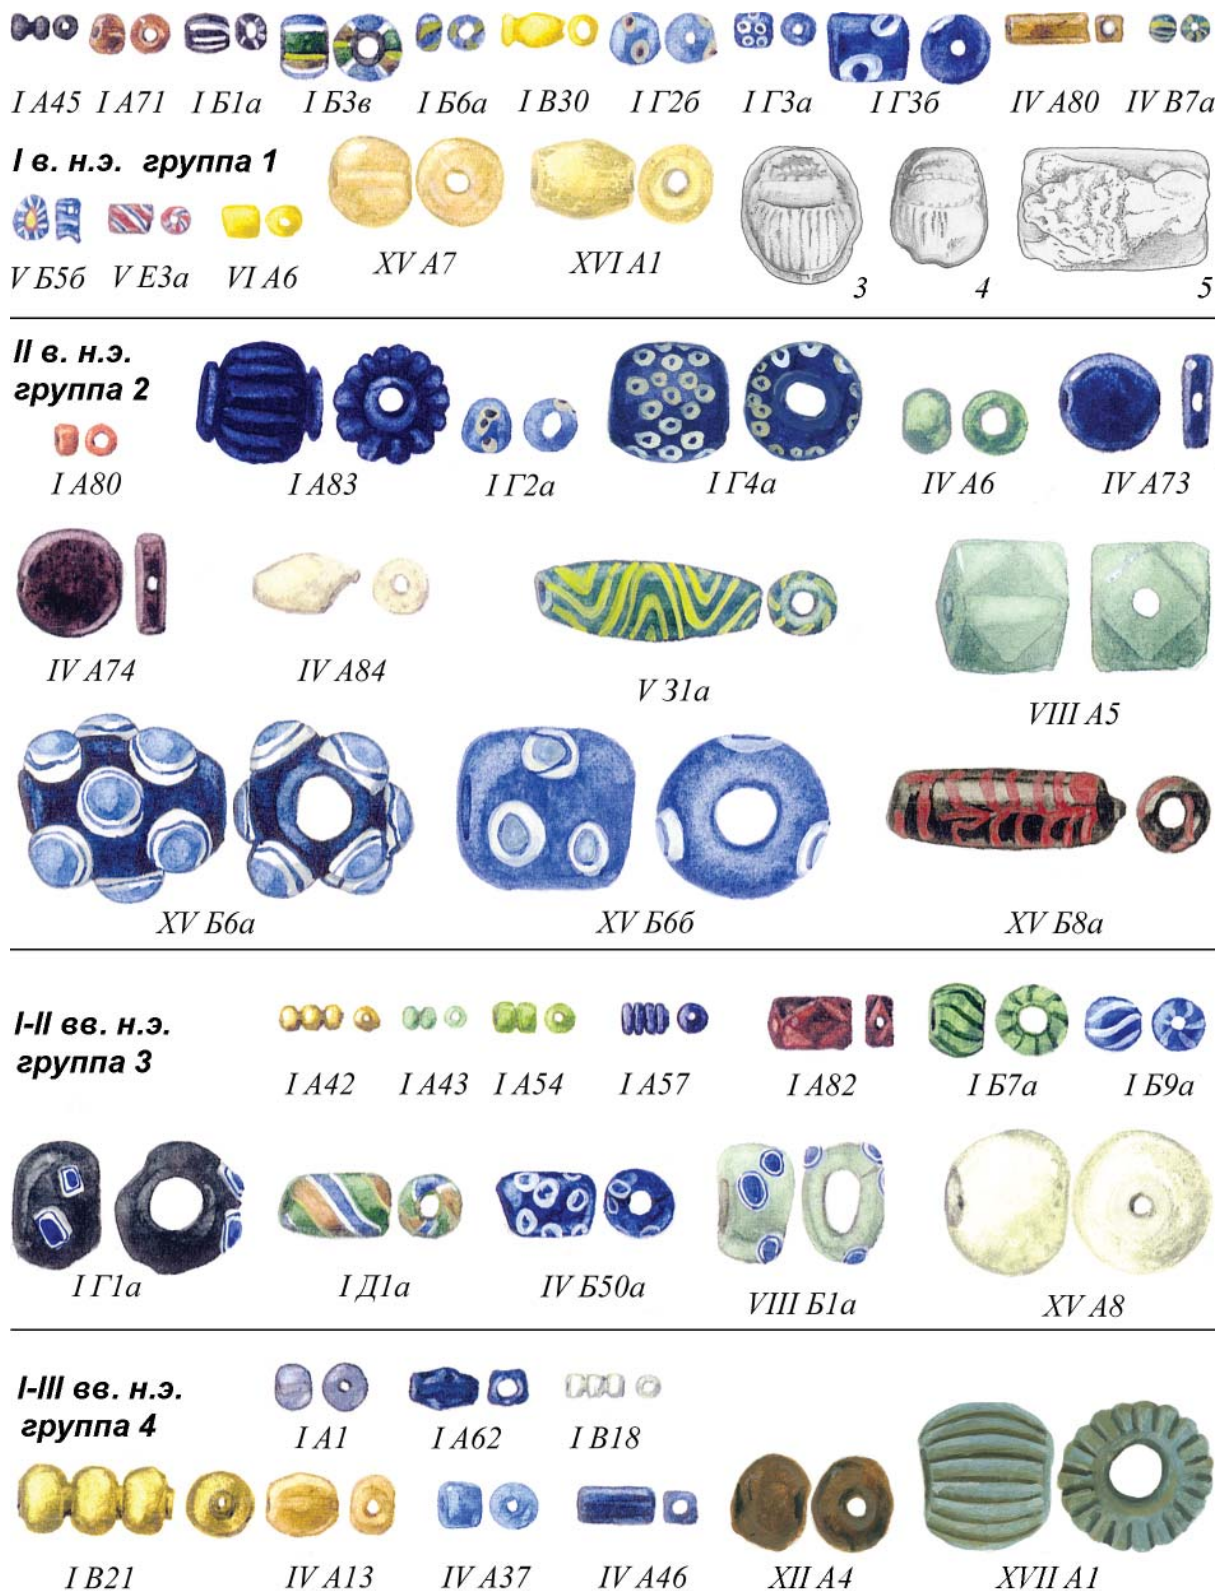 I А45 I А71 I Б1а I Б3в I Б6а I В30 I Г2б I Г3а I Г3б IV А80 IV В7а
I в. н.э. группа 1
V Б5б V Е3а VI А6 XV А7 XVI А1 3 4 5
II в. н.э.
группа 2
I А80 I А83 I Г2а I Г4а IV А6 IV А73
IV А74 IV А84 V З1а VIII А5
XV Б6а XV Б6б XV Б8а
I-II вв. н.э.
группа 3
I А42 I А43 I А54 I А57 I А82 I Б7а I Б9а
I Г1а I Д1а IV Б50а VIII Б1а XV А8
I-III вв. н.э.
группа 4
I А1 I А62 I В18
I В21 IV А13 IV А37 IV А46 XII А4 XVII А1